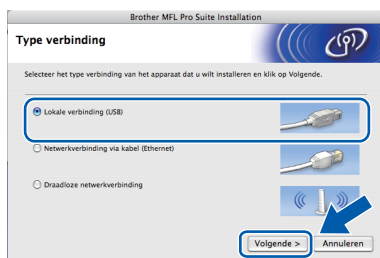 Brother MFL Pro Suite Installation
Type verbinding
Selecteer het type verbinding van het apparaat dat u wilt installeren en klik op Volgende.
Lokale verbinding (USB)
Netwerkverbinding via kabel (Ethernet)
Draadloze netwerkverbinding
Volgende > Annuleren